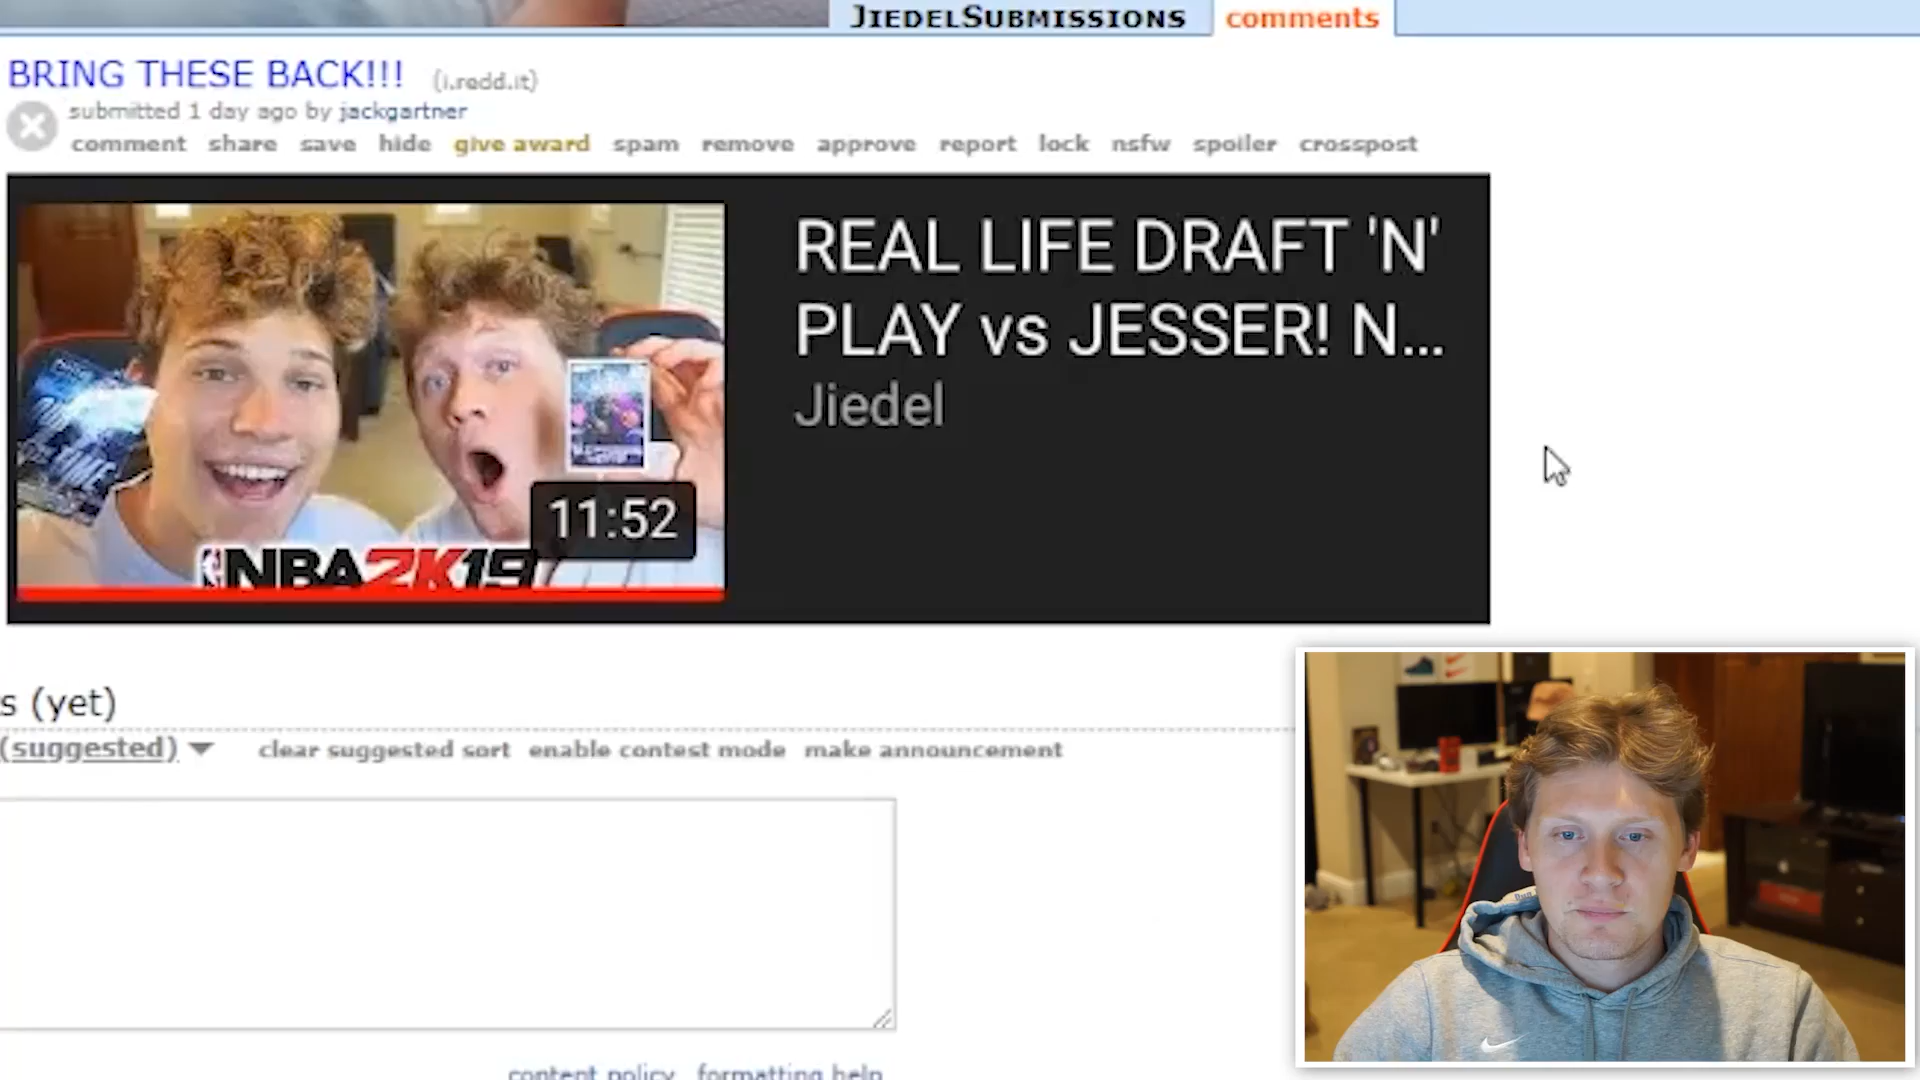 JIEDELSUBMISSIONS comments
BRING THESE BACK!!! (i.redd.it)
submitted 1 day ago by jackgartner
comment share save hide give award spam remove approve report lock nsfw spoiler crosspost
REAL LIFE DRAFT 'N'
PLAY vs JESSER! N...
Jiedel
11:52
NBA2K19
s (yet)
(suggested) clear suggested sort enable contest mode make announcement
content policy formatting help